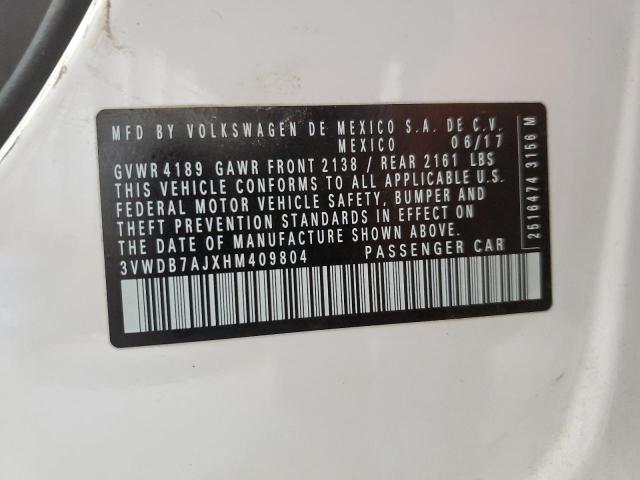 MFD BY VOLKSWAGEN DE MEXICO S.A. DE C.V.
MEXICO 06/17
GVWR 4189 GAWR FRONT 2138 / REAR 2161 LBS
THIS VEHICLE CONFORMS TO ALL APPLICABLE U.S.
FEDERAL MOTOR VEHICLE SAFETY, BUMPER AND
THEFT PREVENTION STANDARDS IN EFFECT ON
THE DATE OF MANUFACTURE SHOWN ABOVE.
3VWDB7AJXHM409804 PASSENGER CAR
2516474 3156 M